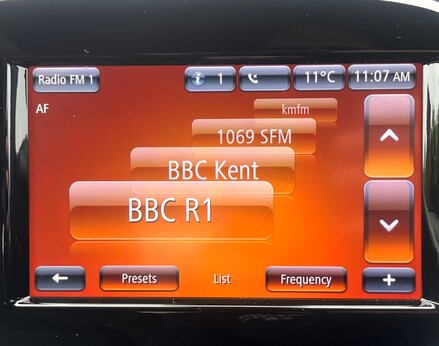 Radio FM 1
1
11°C
11:07 AM
AF
kmfm
1069 SFM
BBC Kent
BBC R1
Presets
List
Frequency
+